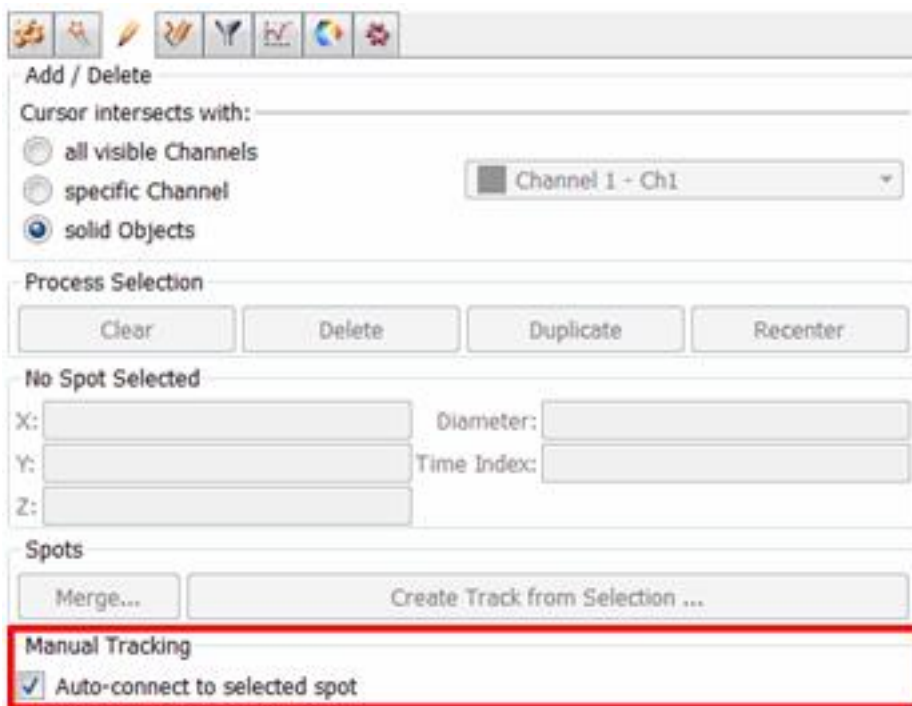 Add / Delete
Cursor intersects with:
all visible Channels
specific Channel
Channel 1 - Ch1
solid Objects
Process Selection
Clear Delete Duplicate Recenter
No Spot Selected
X: Diameter:
Y: Time Index:
Z:
Spots
Merge... Create Track from Selection ...
Manual Tracking
Auto-connect to selected spot